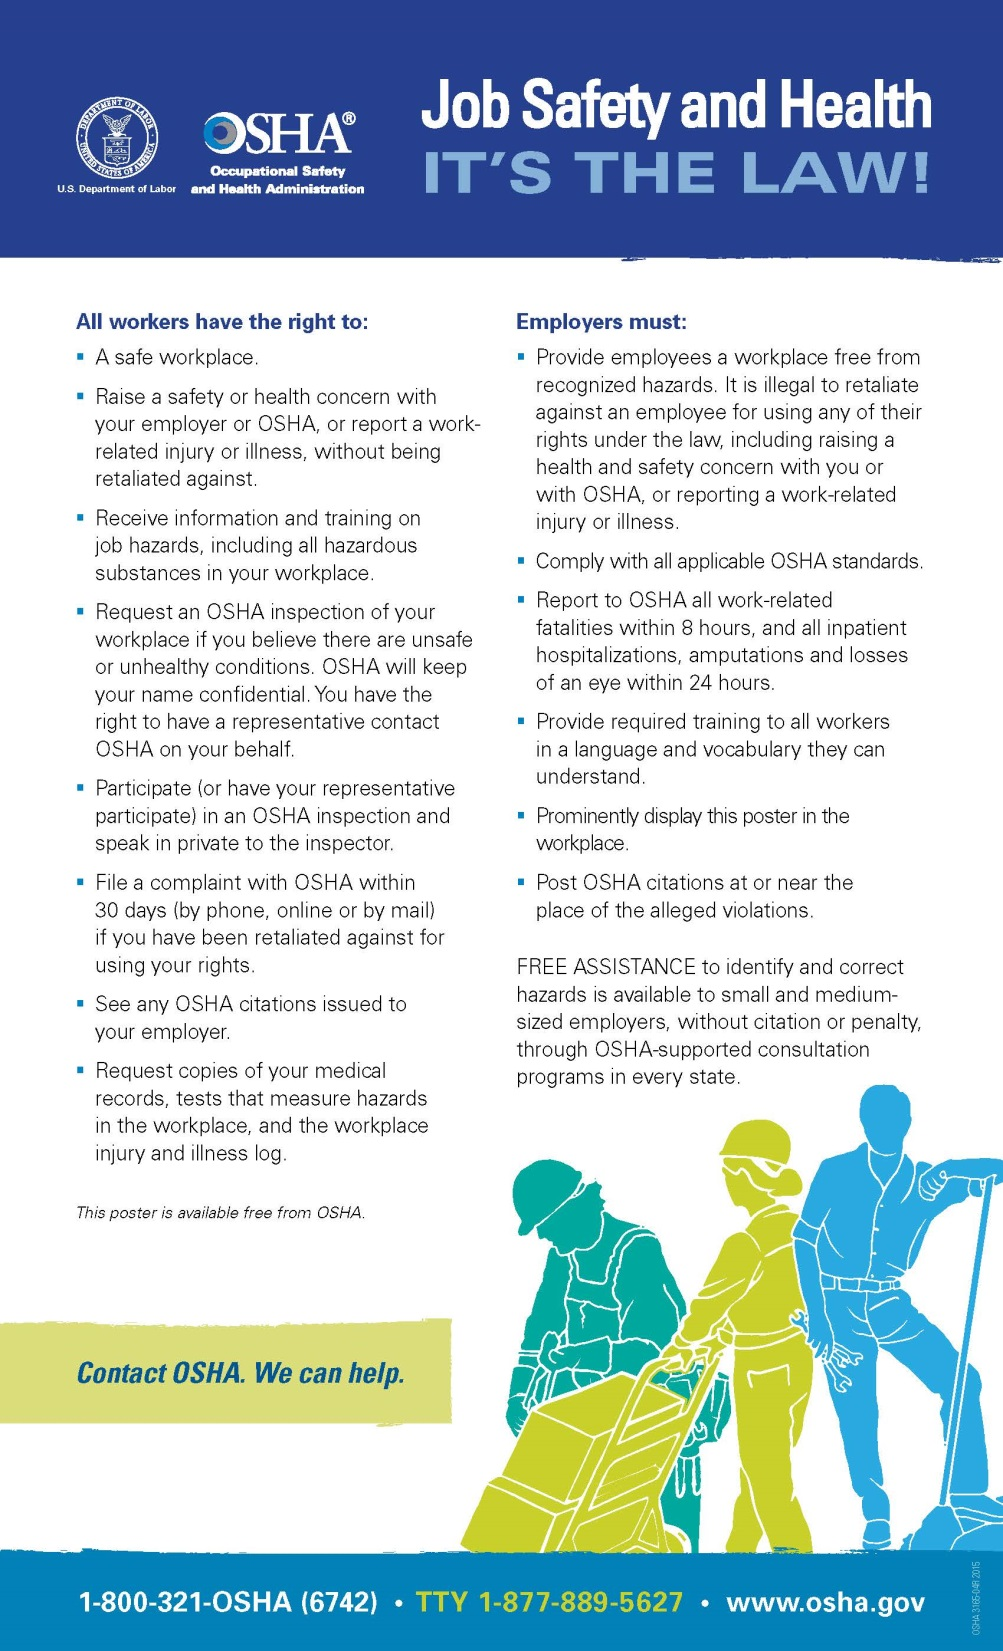 DEPARTMENT OF LABOR
UNITED STATES OF AMERICA
U.S. Department of Labor
OSHA®
Occupational Safety
and Health Administration
Job Safety and Health
IT'S THE LAW!
All workers have the right to:
▪ A safe workplace.
▪ Raise a safety or health concern with
your employer or OSHA, or report a work-
related injury or illness, without being
retaliated against.
▪ Receive information and training on
job hazards, including all hazardous
substances in your workplace.
▪ Request an OSHA inspection of your
workplace if you believe there are unsafe
or unhealthy conditions. OSHA will keep
your name confidential. You have the
right to have a representative contact
OSHA on your behalf.
▪ Participate (or have your representative
participate) in an OSHA inspection and
speak in private to the inspector.
▪ File a complaint with OSHA within
30 days (by phone, online or by mail)
if you have been retaliated against for
using your rights.
▪ See any OSHA citations issued to
your employer.
▪ Request copies of your medical
records, tests that measure hazards
in the workplace, and the workplace
injury and illness log.
This poster is available free from OSHA.
Contact OSHA. We can help.
Employers must:
▪ Provide employees a workplace free from
recognized hazards. It is illegal to retaliate
against an employee for using any of their
rights under the law, including raising a
health and safety concern with you or
with OSHA, or reporting a work-related
injury or illness.
▪ Comply with all applicable OSHA standards.
▪ Report to OSHA all work-related
fatalities within 8 hours, and all inpatient
hospitalizations, amputations and losses
of an eye within 24 hours.
▪ Provide required training to all workers
in a language and vocabulary they can
understand.
▪ Prominently display this poster in the
workplace.
▪ Post OSHA citations at or near the
place of the alleged violations.
FREE ASSISTANCE to identify and correct
hazards is available to small and medium-
sized employers, without citation or penalty,
through OSHA-supported consultation
programs in every state.
1-800-321-OSHA (6742) • TTY 1-877-889-5627 • www.osha.gov
OSHA 3165-04R 2015